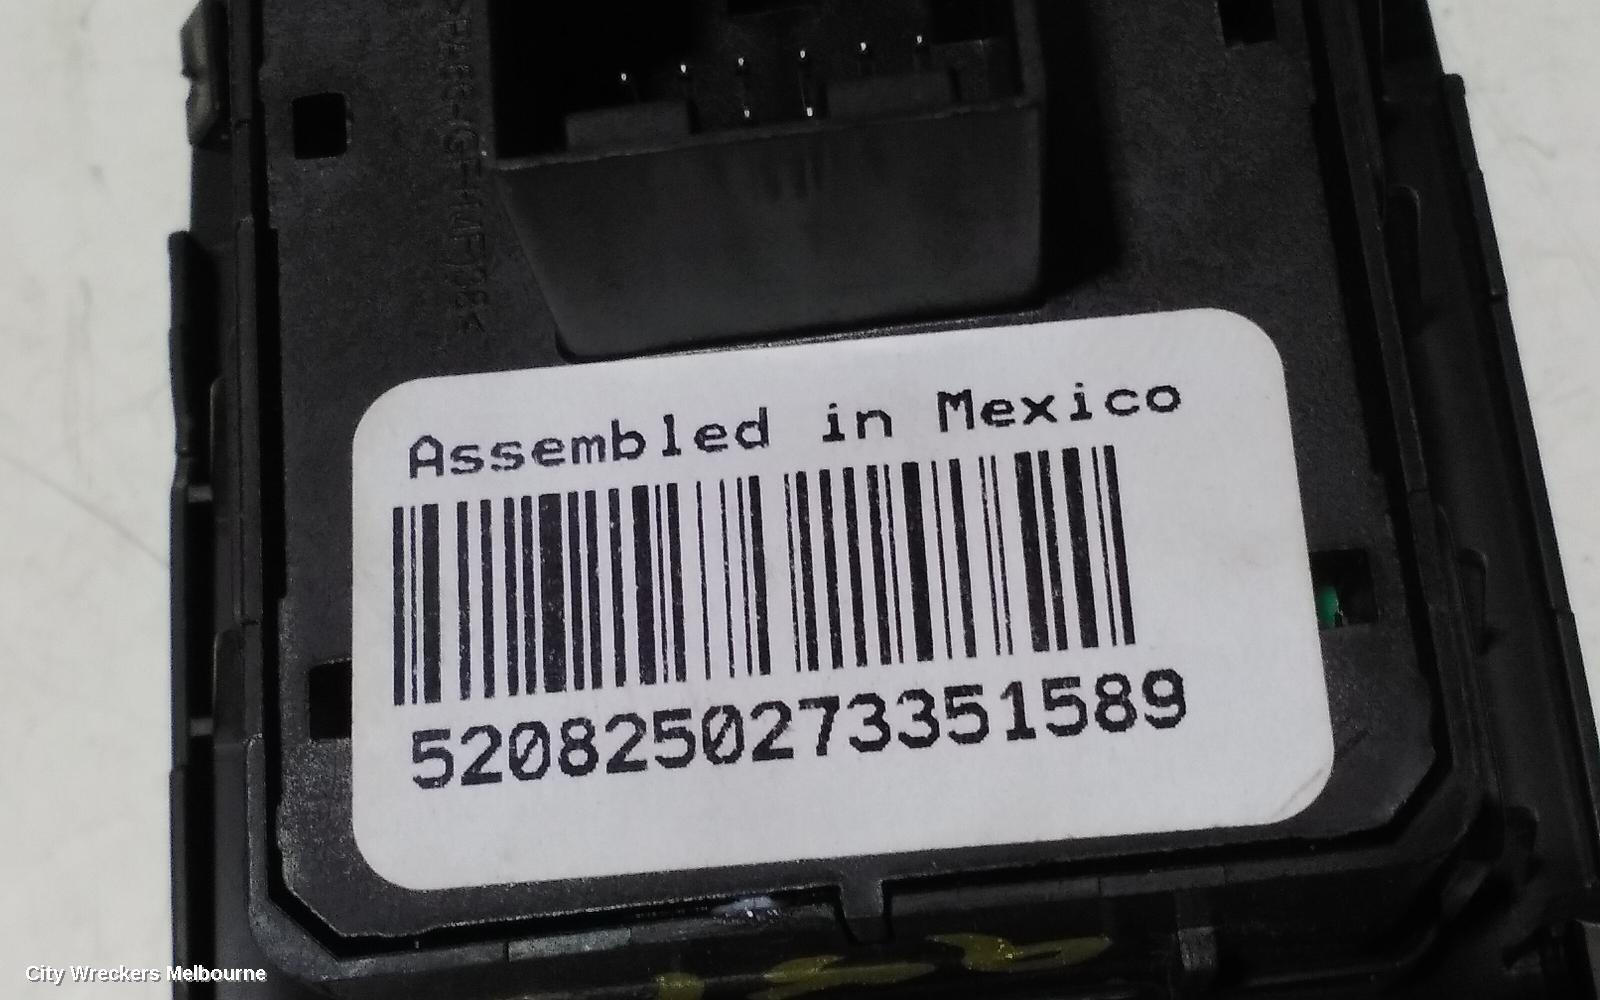 Assembled in Mexico
5208250273351589
City Wreckers Melbourne